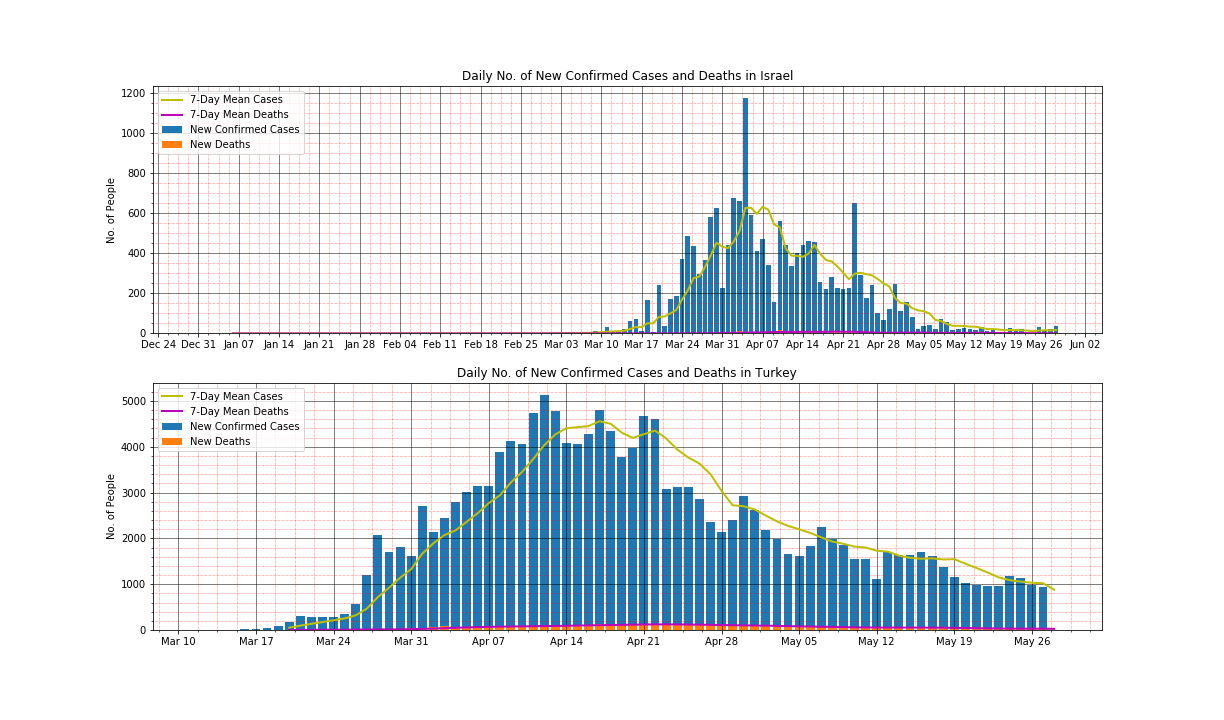 Daily No. of New Confirmed Cases and Deaths in Israel
1200
1000
800
600
400
200
0
No. of People
7-Day Mean Cases
7-Day Mean Deaths
New Confirmed Cases
New Deaths
Dec 24 Dec 31 Jan 07 Jan 14 Jan 21 Jan 28 Feb 04 Feb 11 Feb 18 Feb 25 Mar 03 Mar 10 Mar 17 Mar 24 Mar 31 Apr 07 Apr 14 Apr 21 Apr 28 May 05 May 12 May 19 May 26 Jun 02
Daily No. of New Confirmed Cases and Deaths in Turkey
5000
4000
3000
2000
1000
0
No. of People
7-Day Mean Cases
7-Day Mean Deaths
New Confirmed Cases
New Deaths
Mar 10 Mar 17 Mar 24 Mar 31 Apr 07 Apr 14 Apr 21 Apr 28 May 05 May 12 May 19 May 26